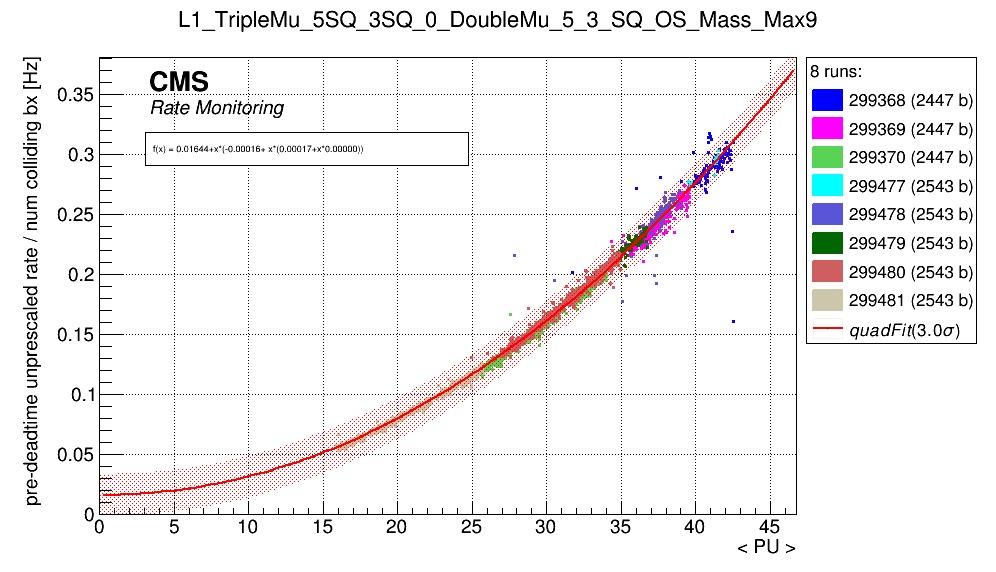 L1_TripleMu_5SQ_3SQ_0_DoubleMu_5_3_SQ_OS_Mass_Max9
pre-deadtime unprescaled rate / num colliding bx [Hz]
CMS
Rate Monitoring
f(x) = 0.01644+x*(-0.00016+ x*(0.00017+x*0.00000))
0.35
0.3
0.25
0.2
0.15
0.1
0.05
0
0 5 10 15 20 25 30 35 40 45
< PU >
8 runs:
299368 (2447 b)
299369 (2447 b)
299370 (2447 b)
299477 (2543 b)
299478 (2543 b)
299479 (2543 b)
299480 (2543 b)
299481 (2543 b)
quadFit(3.0σ)